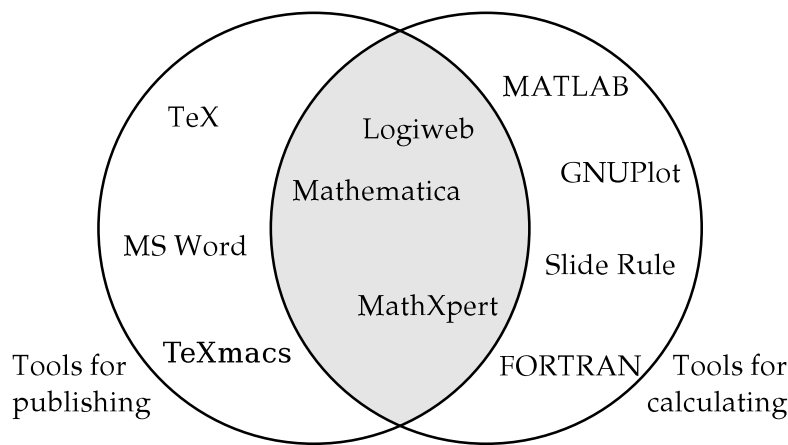 TeX
MS Word
TeXmacs
Tools for
publishing
Logiweb
Mathematica
MathXpert
MATLAB
GNUPlot
Slide Rule
FORTRAN
Tools for
calculating